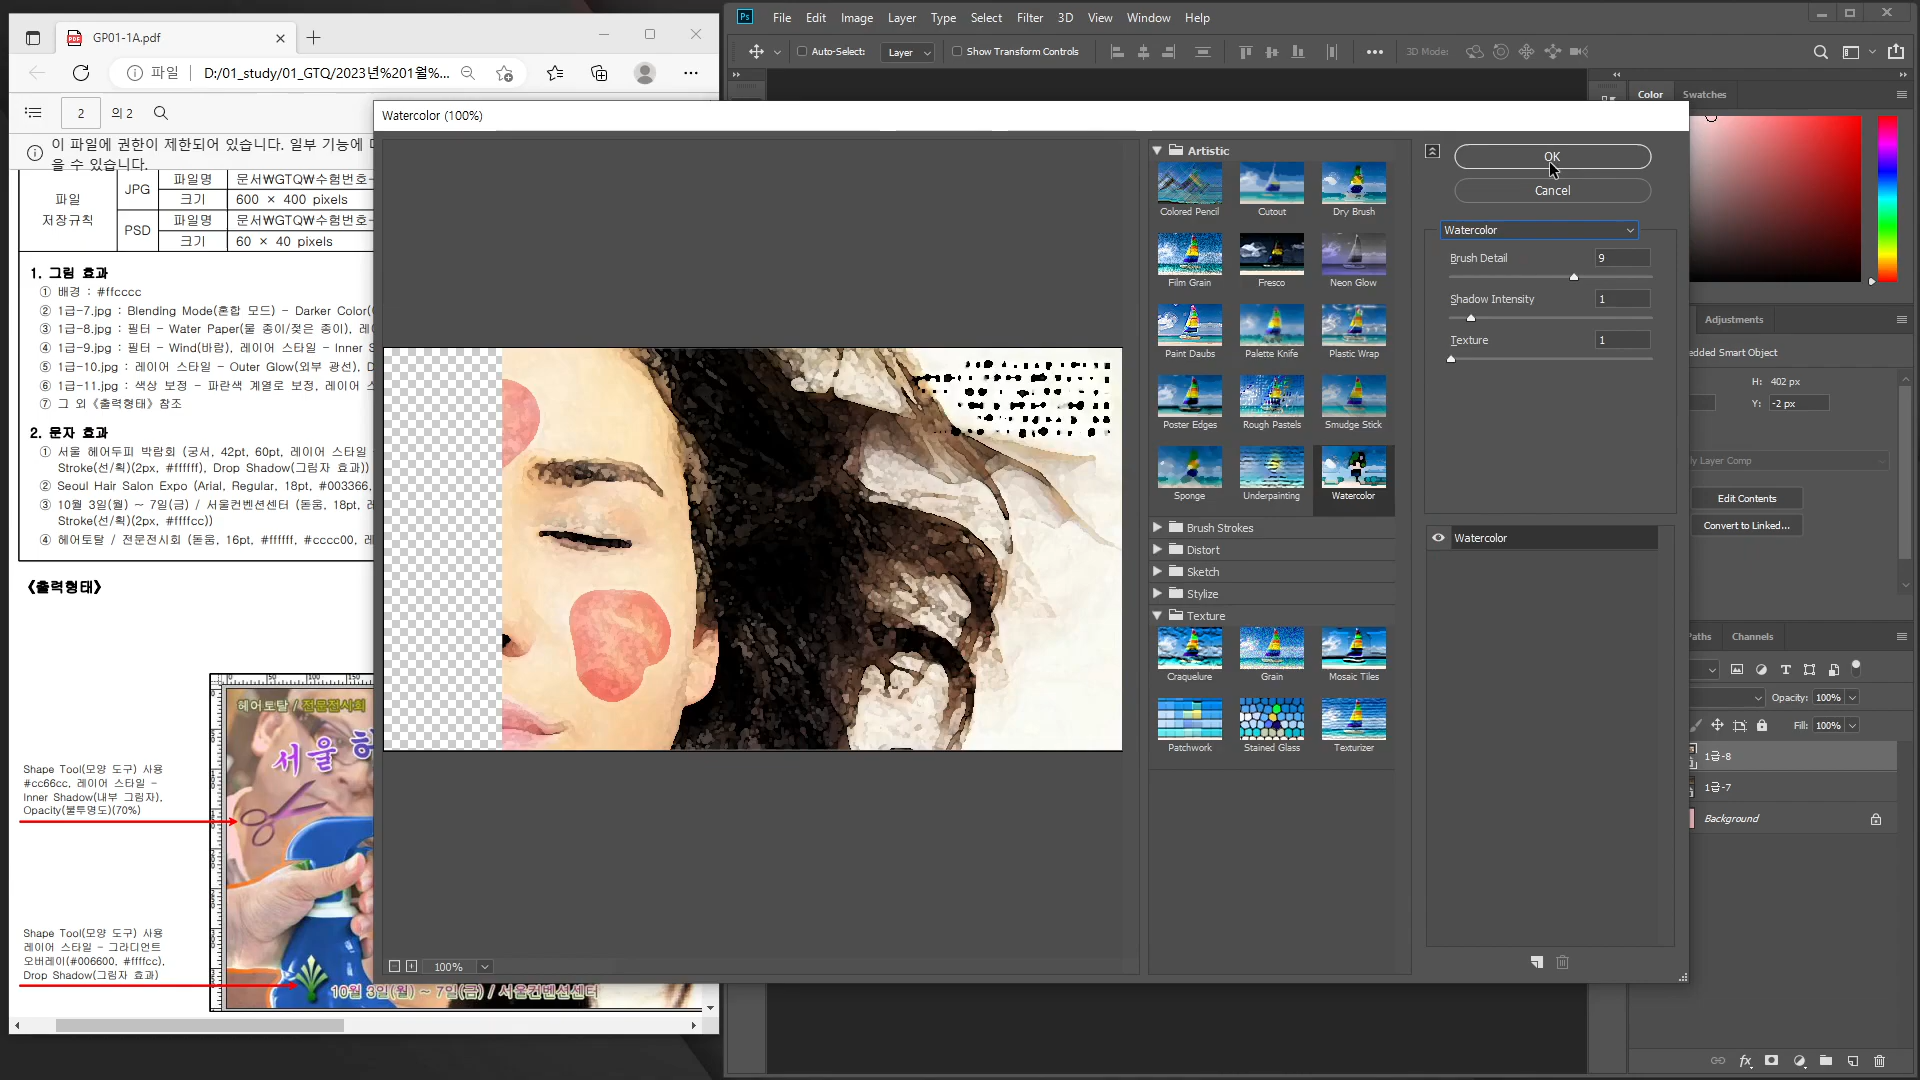 GP01-1A.pdf
파일
D:/01_study/01_GTQ/2023년%201월%...
2
의 2
이 파일에 권한이 제한되어 있습니다. 일부 기능에
을 수 있습니다.
파일
저장규칙
JPG
파일명
문서₩GTQ₩수험번호-
크기
600 × 400 pixels
PSD
파일명
문서₩GTQ₩수험번호-
크기
60 × 40 pixels
1. 그림 효과
① 배경 : #ffcccc
② 1급-7.jpg : Blending Mode(혼합 모드) - Darker Color(
③ 1급-8.jpg : 필터 - Water Paper(물 종이/젖은 종이), 레
④ 1급-9.jpg : 필터 - Wind(바람), 레이어 스타일 - Inner S
⑤ 1급-10.jpg : 레이어 스타일 - Outer Glow(외부 광선), D
⑥ 1급-11.jpg : 색상 보정 - 파란색 계열로 보정, 레이어 스
⑦ 그 외《출력형태》참조
2. 문자 효과
① 서울 헤어두피 박람회 (궁서, 42pt, 60pt, 레이어 스타일
Stroke(선/획)(2px, #ffffff), Drop Shadow(그림자 효과))
② Seoul Hair Salon Expo (Arial, Regular, 18pt, #003366,
③ 10월 3일(월) ~ 7일(금) / 서울컨벤션센터 (돋움, 18pt, 레
Stroke(선/획)(2px, #ffffcc))
④ 헤어토탈 / 전문전시회 (돋움, 16pt, #ffffff, #cccc00, 레
《출력형태》
0
50
100
150
헤어토탈 / 전문전시회
서울
Shape Tool(모양 도구) 사용
#cc66cc, 레이어 스타일 -
Inner Shadow(내부 그림자),
Opacity(불투명도)(70%)
Shape Tool(모양 도구) 사용
레이어 스타일 - 그라디언트
오버레이(#006600, #ffffcc),
Drop Shadow(그림자 효과)
10월 3일(월) ~ 7일(금) / 서울컨벤션센터
Ps
File Edit Image Layer Type Select Filter 3D View Window Help
Auto-Select: Layer Show Transform Controls 3D Mode:
Watercolor (100%)
100%
Artistic
Colored Pencil Cutout Dry Brush
Film Grain Fresco Neon Glow
Paint Daubs Palette Knife Plastic Wrap
Poster Edges Rough Pastels Smudge Stick
Sponge Underpainting Watercolor
Brush Strokes
Distort
Sketch
Stylize
Texture
Craquelure Grain Mosaic Tiles
Patchwork Stained Glass Texturizer
OK
Cancel
Watercolor
Brush Detail 9
Shadow Intensity 1
Texture 1
Watercolor
Color Swatches
Adjustments
edded Smart Object
H: 402 px
Y: -2 px
ly Layer Comp
Edit Contents
Convert to Linked...
Paths Channels
Opacity: 100%
Fill: 100%
1급-8
1급-7
Background
fx